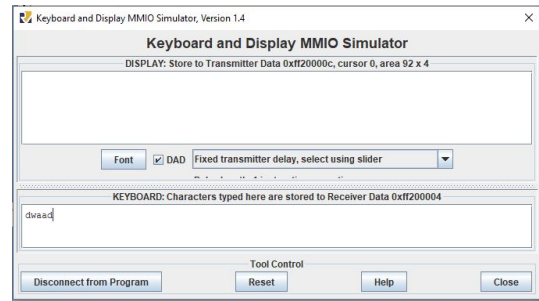 Keyboard and Display MMIO Simulator, Version 1.4
Keyboard and Display MMIO Simulator
DISPLAY: Store to Transmitter Data 0xff20000c, cursor 0, area 92 x 4
Font DAD Fixed transmitter delay, select using slider
KEYBOARD: Characters typed here are stored to Receiver Data 0xff200004
dwaad
Tool Control
Disconnect from Program Reset Help Close